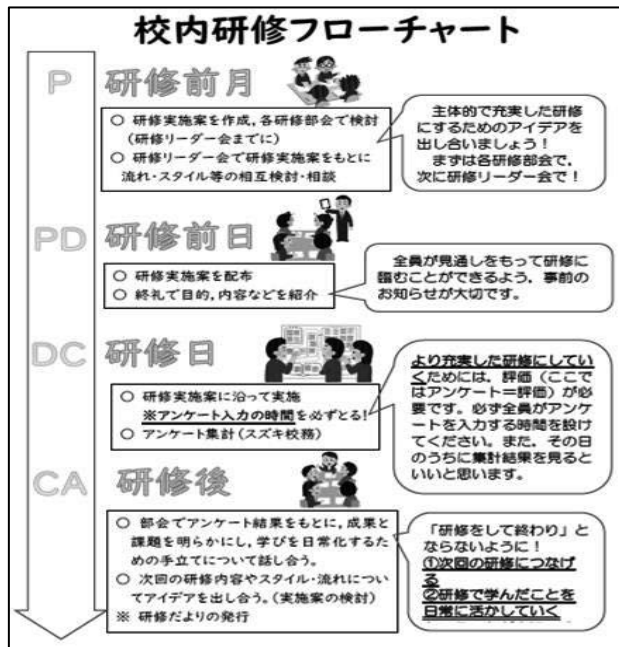 校内研修フローチャート
P 研修前月
○ 研修実施案を作成，各研修部会で検討
（研修リーダー会までに）
○ 研修リーダー会で研修実施案をもとに
流れ・スタイル等の相互検討・相談
主体的で充実した研修
にするためのアイデアを
出し合いましょう！
まずは各研修部会で，
次に研修リーダー会で！
PD 研修前日
○ 研修実施案を配布
○ 終礼で目的，内容などを紹介
全員が見通しをもって研修に
臨むことができるよう，事前の
お知らせが大切です。
DC 研修日
○ 研修実施案に沿って実施
※アンケート入力の時間を必ずとる！
○ アンケート集計（スズキ校務）
より充実した研修にしてい
くためには，評価（ここで
はアンケート＝評価）が必
要です。必ず全員がアンケ
ートを入力する時間を設け
てください。また，その日
のうちに集計結果を見ると
いいと思います。
CA 研修後
○ 部会でアンケート結果をもとに，成果と
課題を明らかにし，学びを日常化するた
めの手立てについて話し合う。
○ 次回の研修内容やスタイル・流れについ
てアイデアを出し合う。（実施案の検討）
※ 研修だよりの発行
「研修をして終わり」と
ならないように！
①次回の研修につなげ
る
②研修で学んだことを
日常に活かしていく